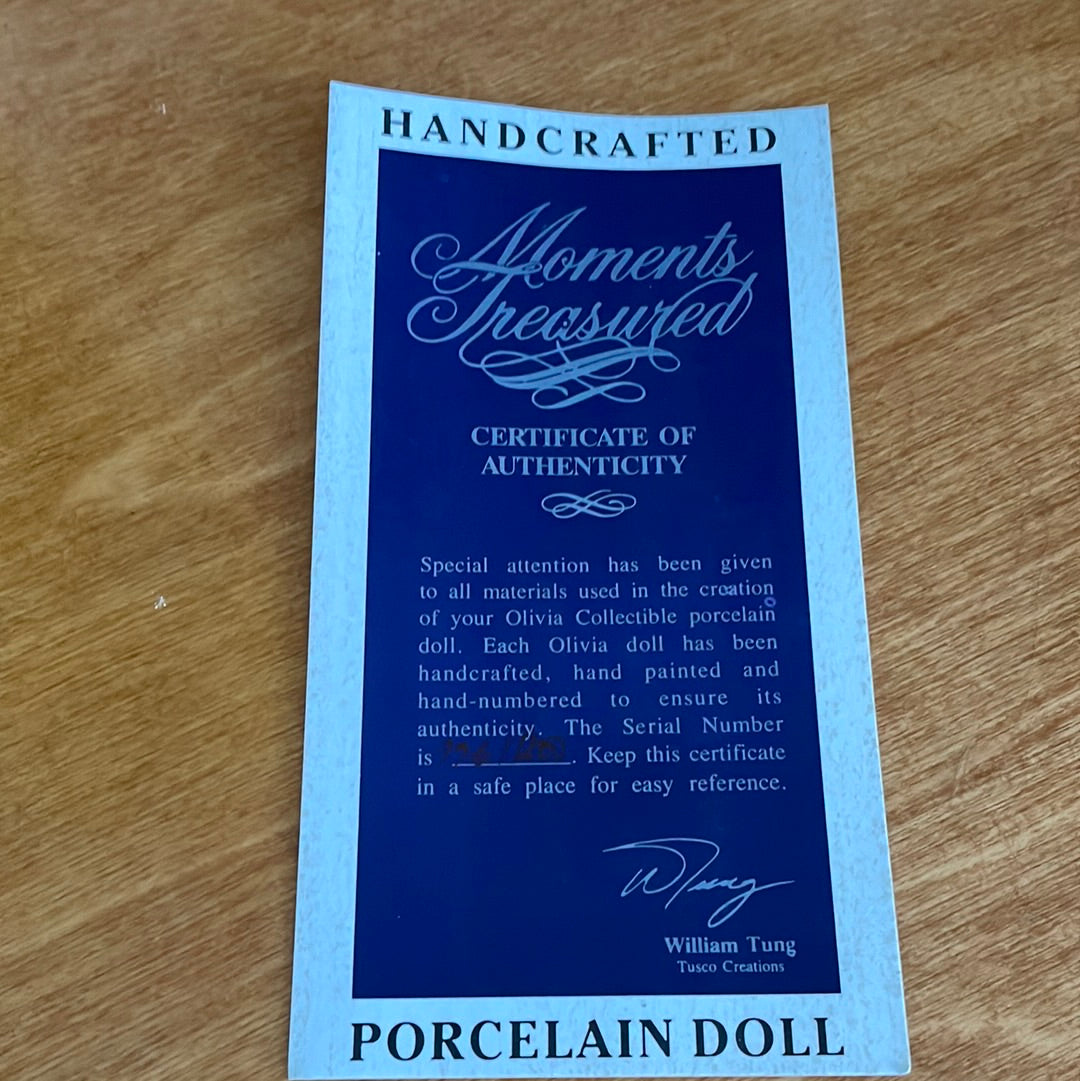 HANDCRAFTED
Moments
Treasured
CERTIFICATE OF
AUTHENTICITY
Special attention has been given
to all materials used in the creation
of your Olivia Collectible porcelain
doll. Each Olivia doll has been
handcrafted, hand painted and
hand-numbered to ensure its
authenticity. The Serial Number
is . Keep this certificate
in a safe place for easy reference.
W Tung
William Tung
Tusco Creations
PORCELAIN DOLL